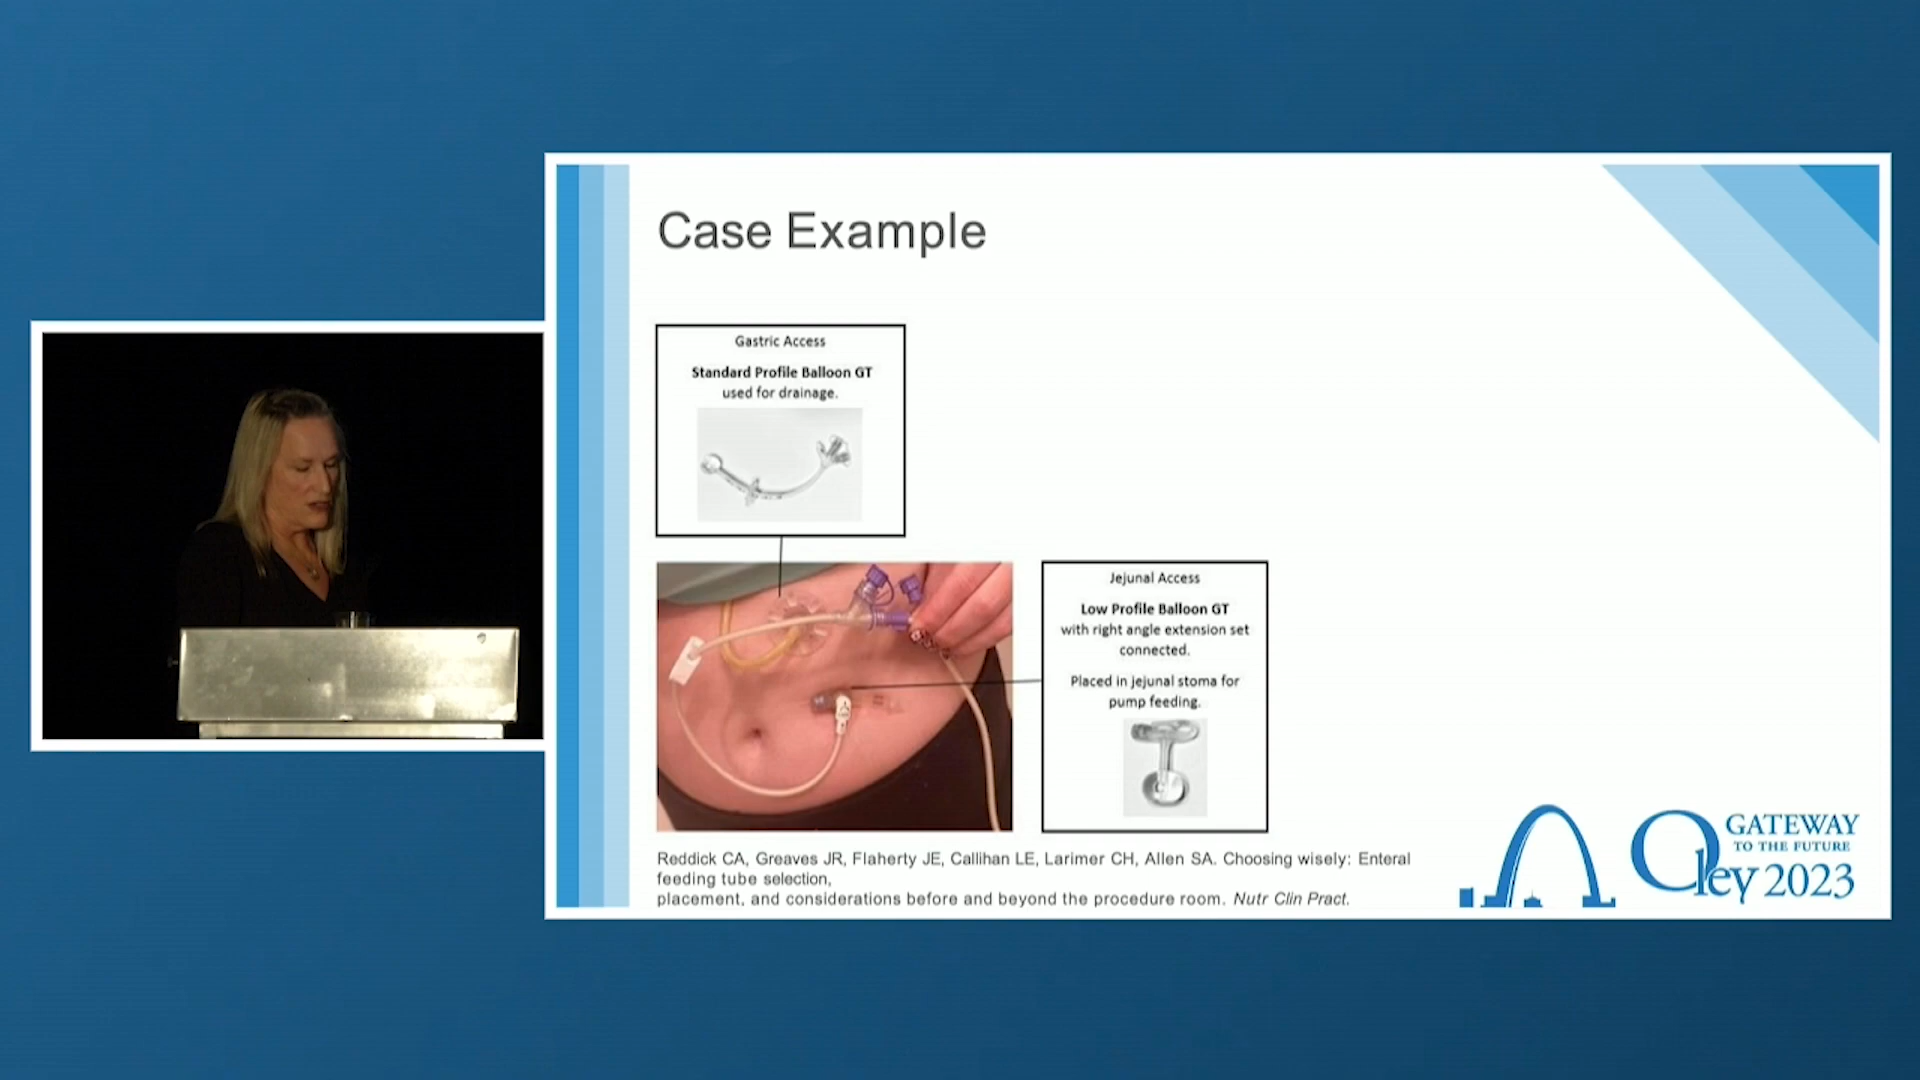 Case Example
Gastric Access
Standard Profile Balloon GT
used for drainage.
Jejunal Access
Low Profile Balloon GT
with right angle extension set
connected.
Placed in jejunal stoma for
pump feeding.
Reddick CA, Greaves JR, Flaherty JE, Callihan LE, Larimer CH, Allen SA. Choosing wisely: Enteral
feeding tube selection,
placement, and considerations before and beyond the procedure room. Nutr Clin Pract.
GATEWAY
TO THE FUTURE
Oley 2023